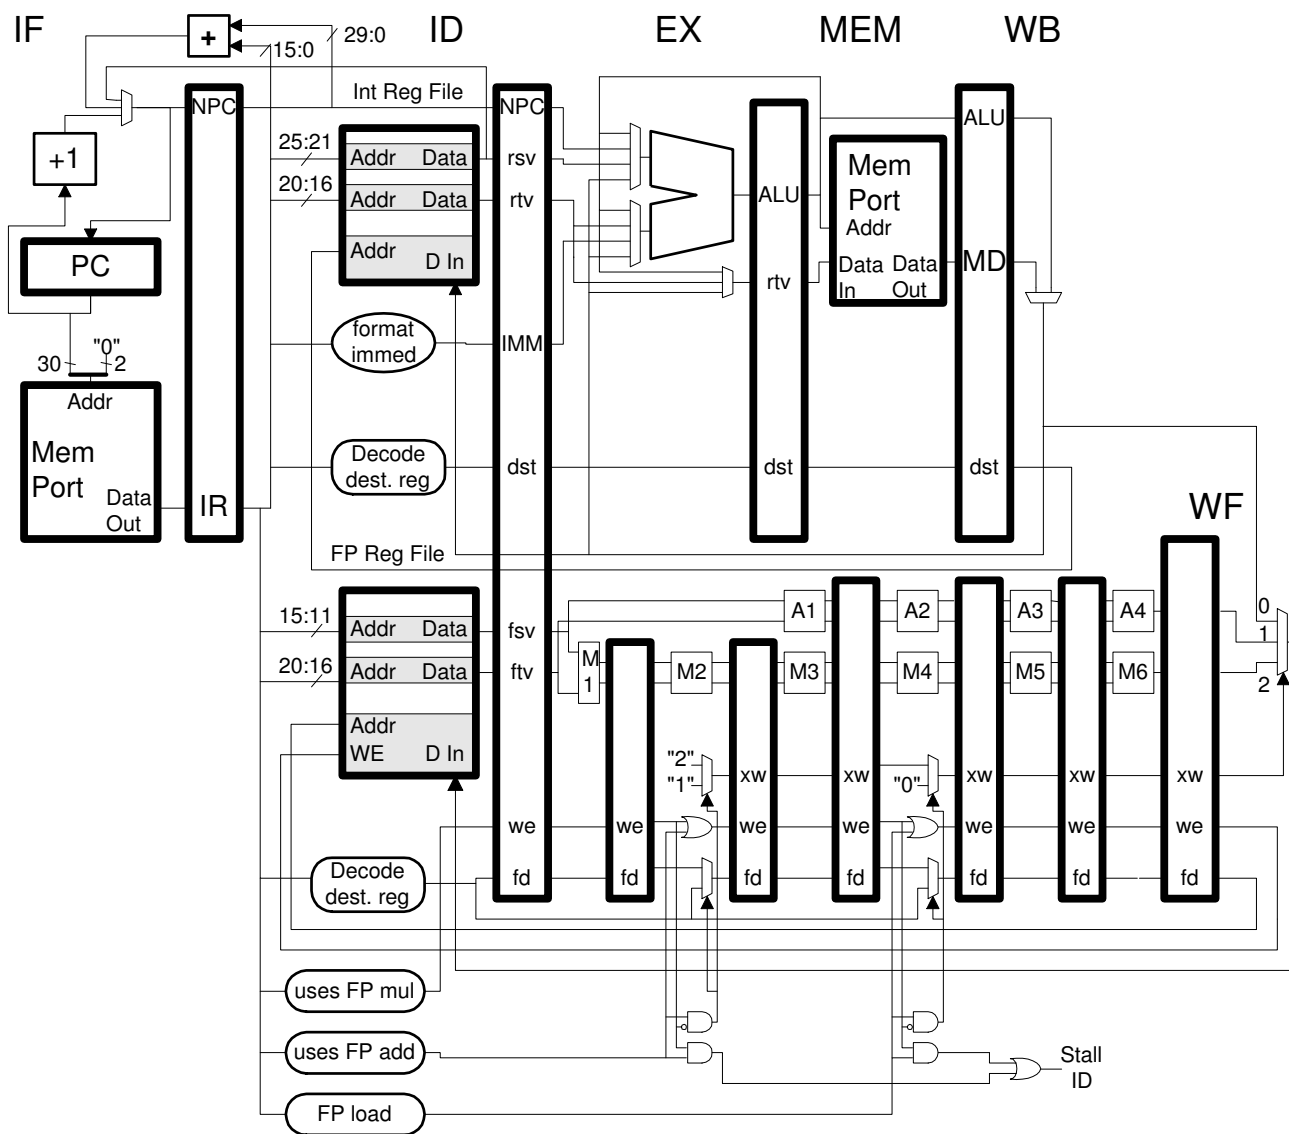 IF
ID
EX
MEM
WB
+
29:0
15:0
Int Reg File
NPC
NPC
ALU
+1
25:21
Addr
Data
rsv
Mem
Port
20:16
Addr
Data
rtv
ALU
Addr
PC
Addr
D In
rtv
Data
In
Data
Out
MD
format
immed
IMM
"0"
30
2
Addr
Mem
Port
Data
Out
IR
Decode
dest. reg
dst
dst
dst
WF
FP Reg File
15:11
Addr
Data
fsv
A1
A2
A3
A4
0
1
20:16
Addr
Data
ftv
M
1
M2
M3
M4
M5
M6
2
Addr
WE
D In
"2"
"1"
xw
xw
"0"
xw
xw
xw
we
we
we
we
we
we
we
Decode
dest. reg
fd
fd
fd
fd
fd
fd
fd
uses FP mul
uses FP add
Stall
ID
FP load